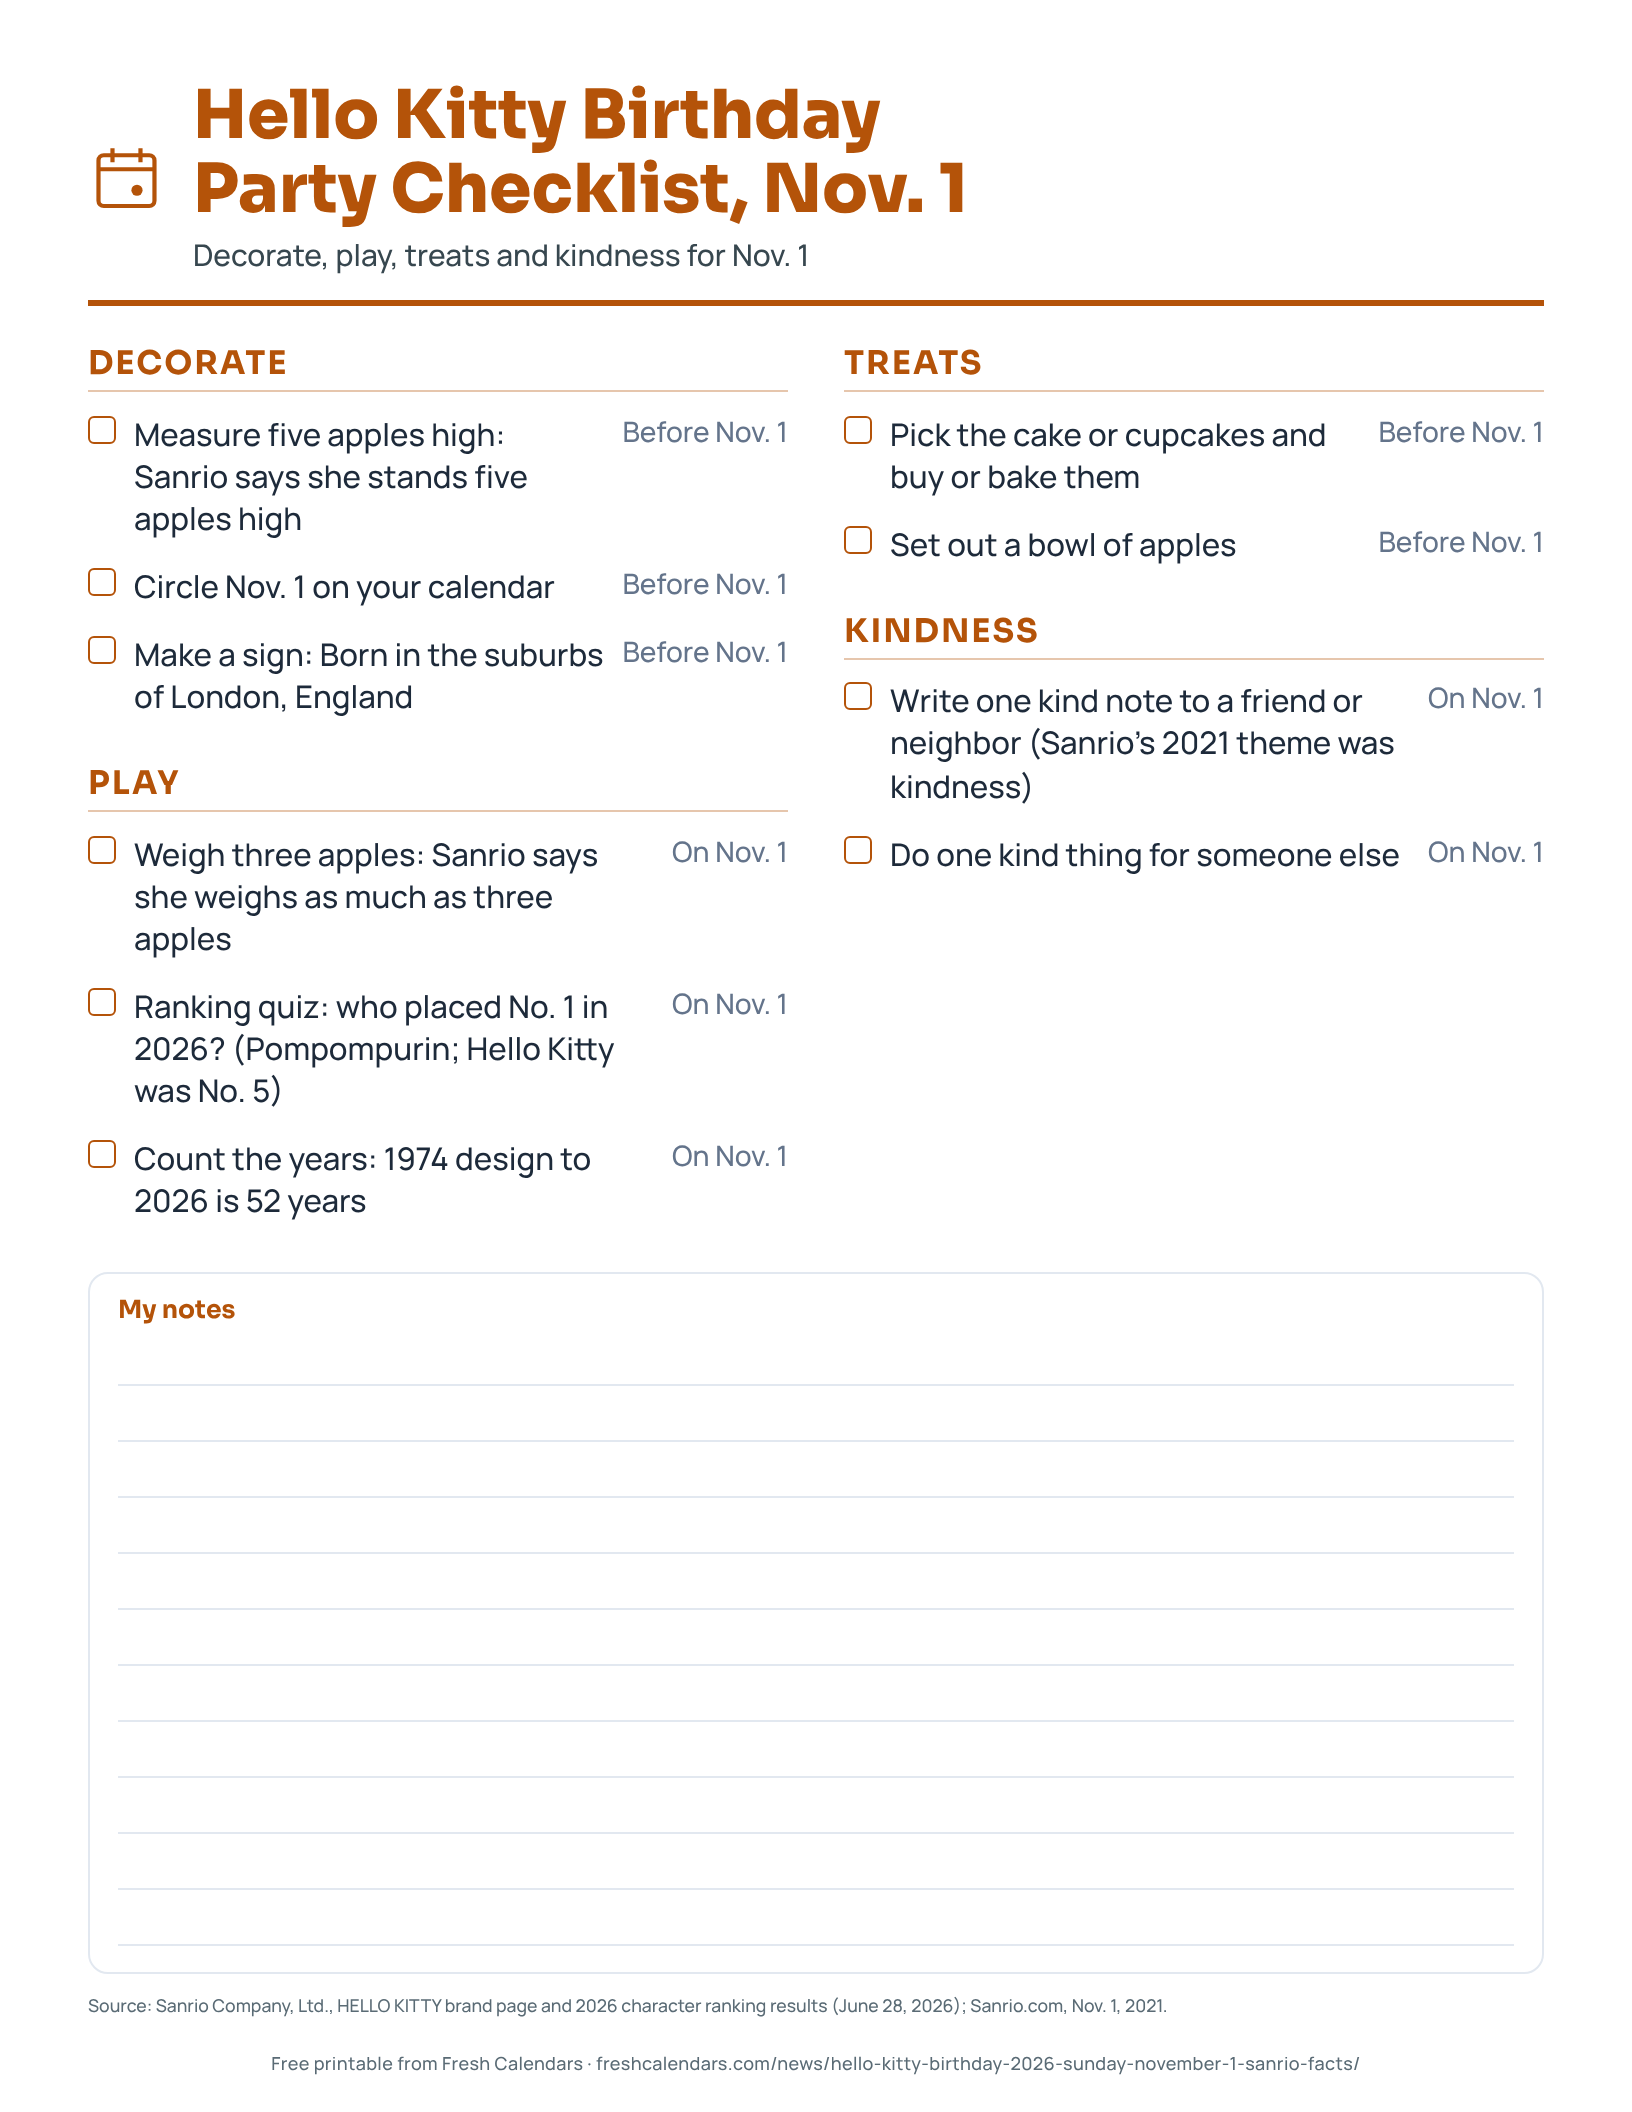 Hello Kitty Birthday
Party Checklist, Nov. 1
Decorate, play, treats and kindness for Nov. 1
DECORATE
Measure five apples high: Before Nov. 1
Sanrio says she stands five
apples high
Circle Nov. 1 on your calendar Before Nov. 1
Make a sign: Born in the suburbs Before Nov. 1
of London, England
PLAY
Weigh three apples: Sanrio says On Nov. 1
she weighs as much as three
apples
Ranking quiz: who placed No. 1 in On Nov. 1
2026? (Pompompurin; Hello Kitty
was No. 5)
Count the years: 1974 design to On Nov. 1
2026 is 52 years
TREATS
Pick the cake or cupcakes and Before Nov. 1
buy or bake them
Set out a bowl of apples Before Nov. 1
KINDNESS
Write one kind note to a friend or On Nov. 1
neighbor (Sanrio’s 2021 theme was
kindness)
Do one kind thing for someone else On Nov. 1
My notes
Source: Sanrio Company, Ltd., HELLO KITTY brand page and 2026 character ranking results (June 28, 2026); Sanrio.com, Nov. 1, 2021.
Free printable from Fresh Calendars · freshcalendars.com/news/hello-kitty-birthday-2026-sunday-november-1-sanrio-facts/